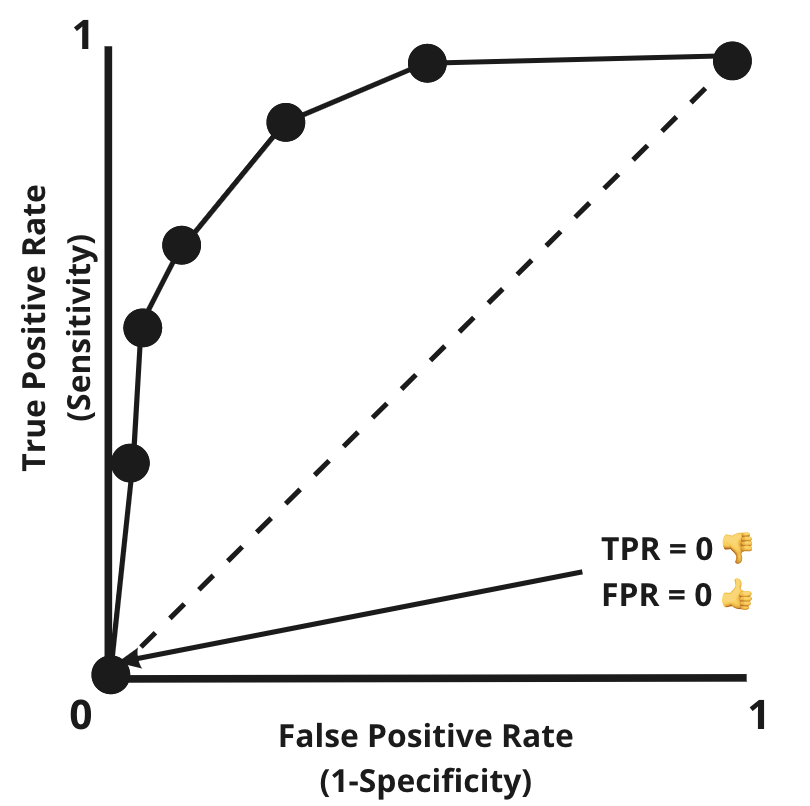 1
True Positive Rate
(Sensitivity)
TPR = 0 👎
FPR = 0 👍
0
1
False Positive Rate
(1-Specificity)